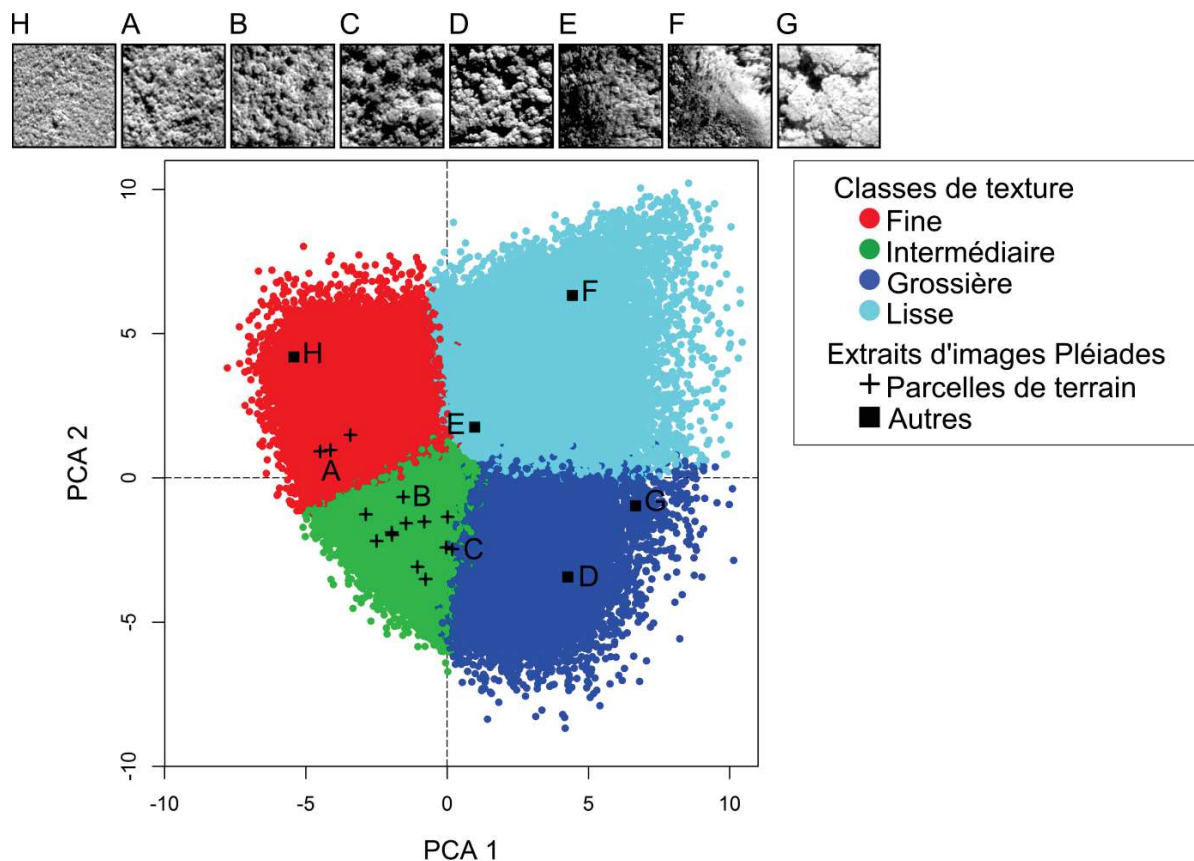 H A B C D E F G
Classes de texture
Fine
Intermédiaire
Grossière
Lisse
Extraits d'images Pléiades
Parcelles de terrain
Autres
10
5
0
-5
-10
PCA 2
F
H
E
A
B
G
C
D
-10 -5 0 5 10
PCA 1